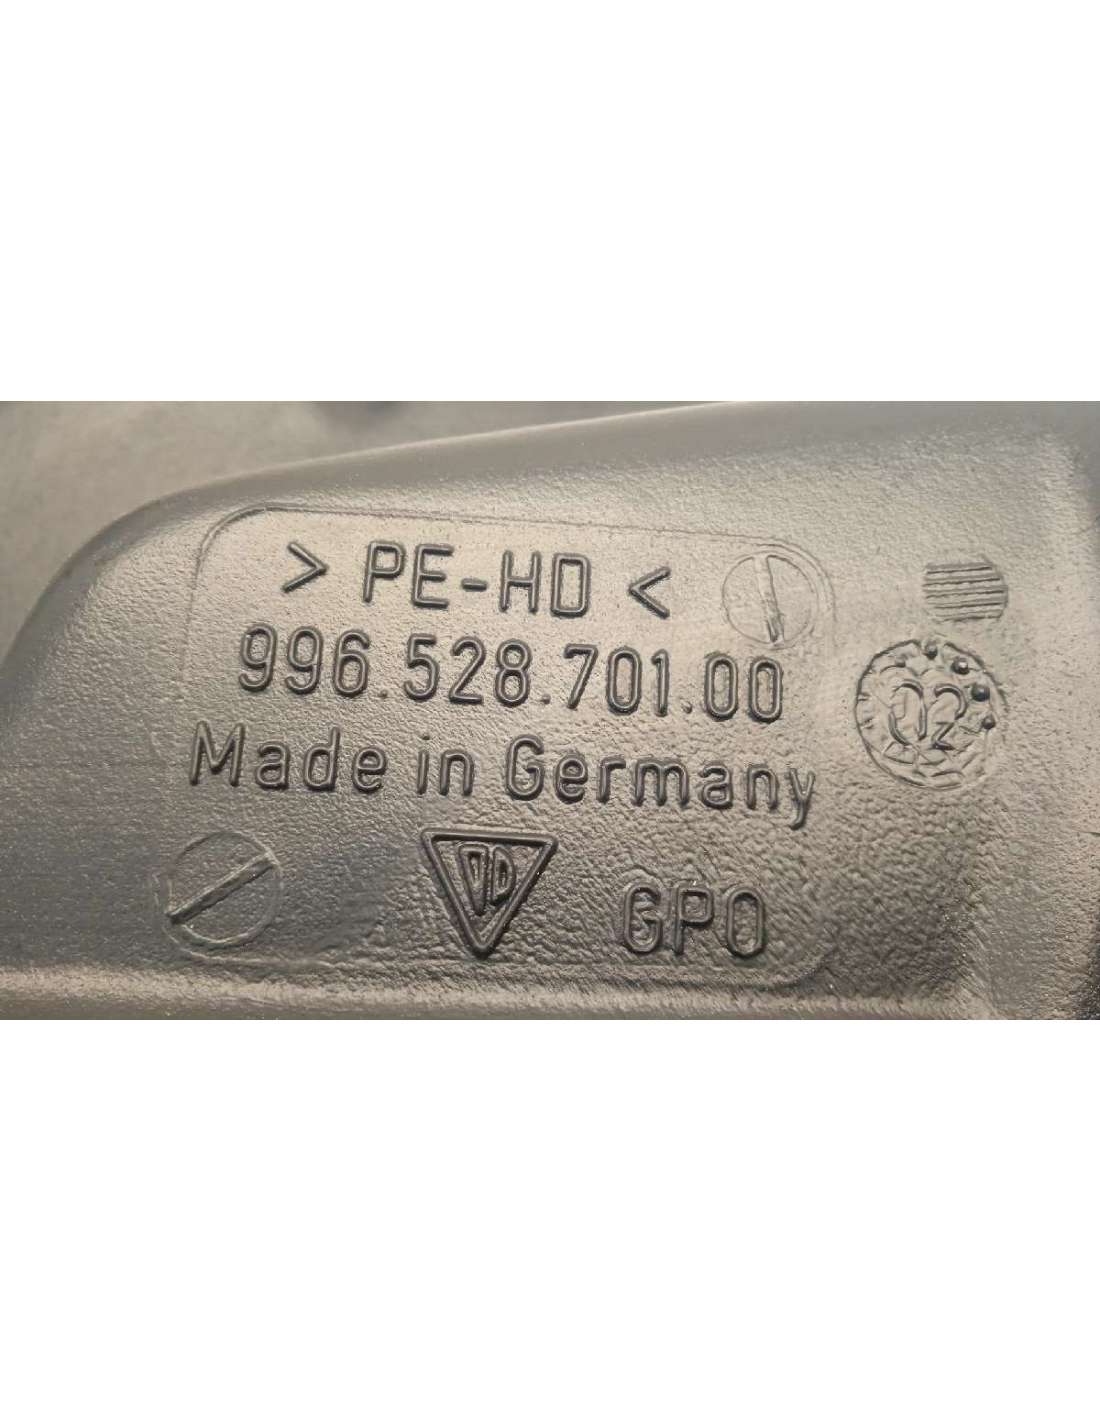 > PE-HD <
996.528.701.00
Made in Germany
GPO
02